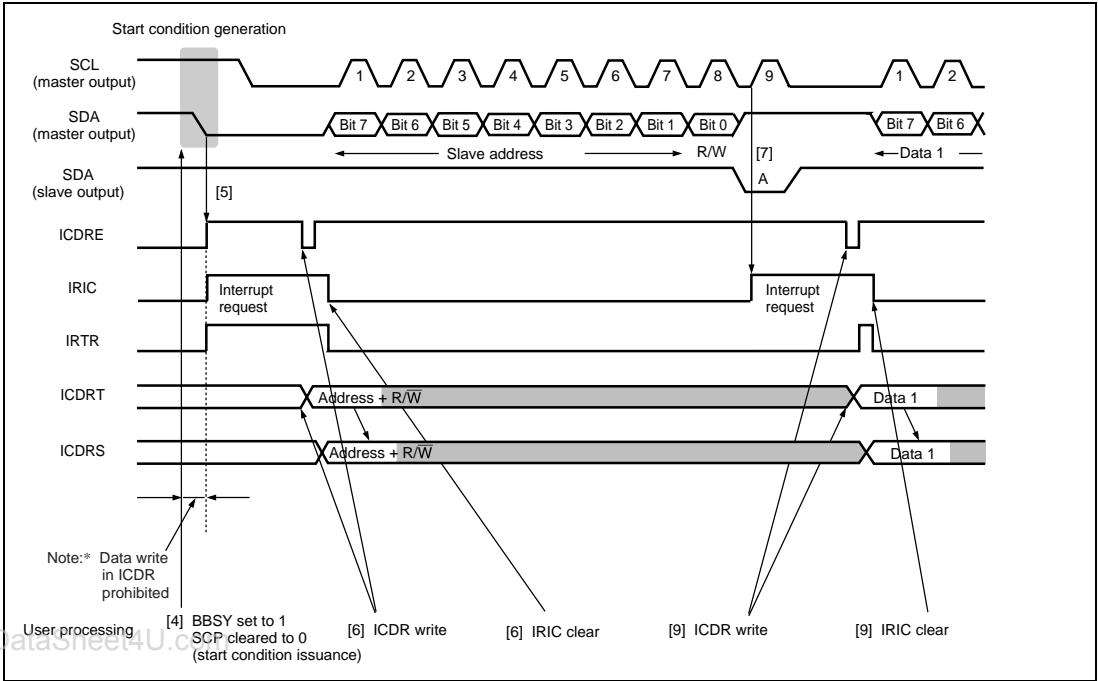 Start condition generation
SCL
(master output)
1 2 3 4 5 6 7 8 9 1 2
SDA
(master output)
Bit 7 Bit 6 Bit 5 Bit 4 Bit 3 Bit 2 Bit 1 Bit 0 Bit 7 Bit 6
Slave address R/W [7] Data 1
SDA
(slave output)
A
[5]
ICDRE
IRIC
Interrupt
request
Interrupt
request
IRTR
ICDRT
Address + R/W̅
Data 1
ICDRS
Address + R/W̅
Data 1
Note:* Data write
in ICDR
prohibited
User processing
[4] BBSY set to 1
SCP cleared to 0
(start condition issuance)
[6] ICDR write
[6] IRIC clear
[9] ICDR write
[9] IRIC clear
DataSheet4U.com